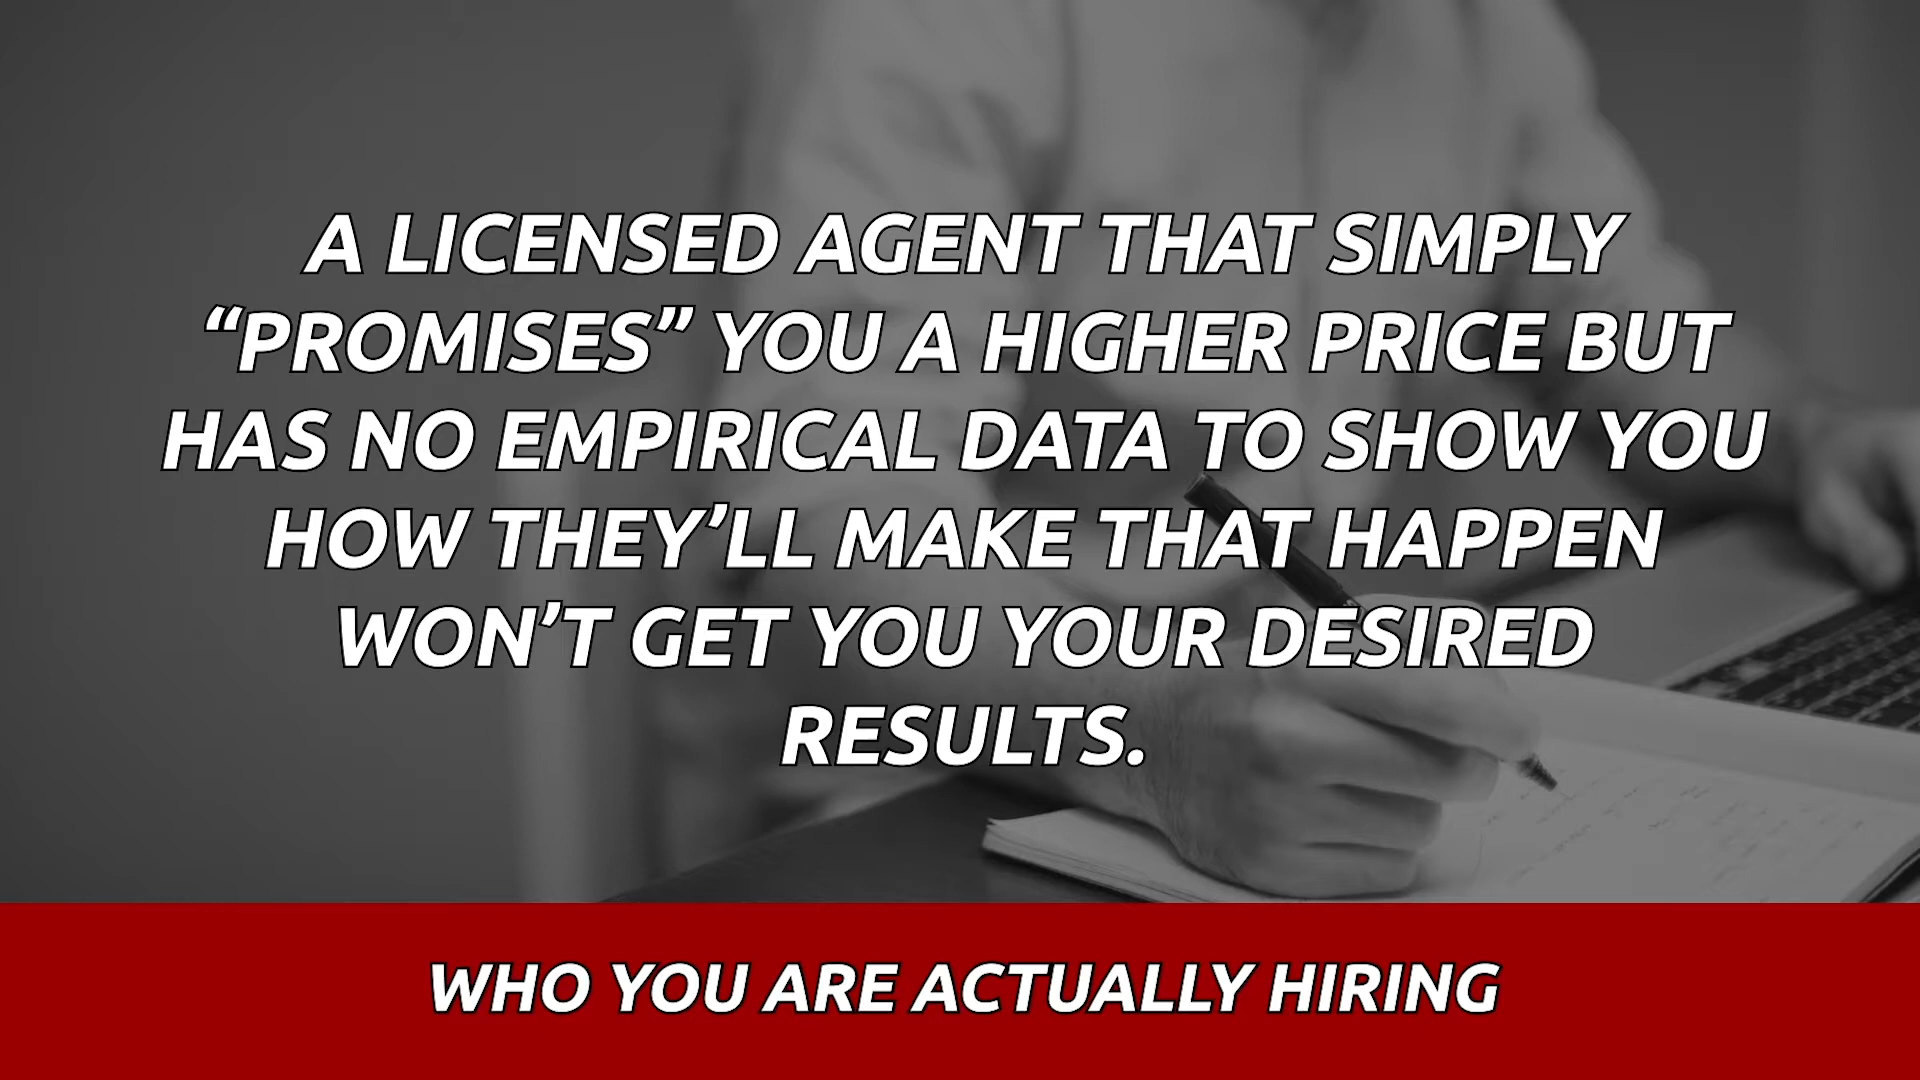 A LICENSED AGENT THAT SIMPLY
“PROMISES” YOU A HIGHER PRICE BUT
HAS NO EMPIRICAL DATA TO SHOW YOU
HOW THEY’LL MAKE THAT HAPPEN
WON’T GET YOU YOUR DESIRED
RESULTS.
WHO YOU ARE ACTUALLY HIRING